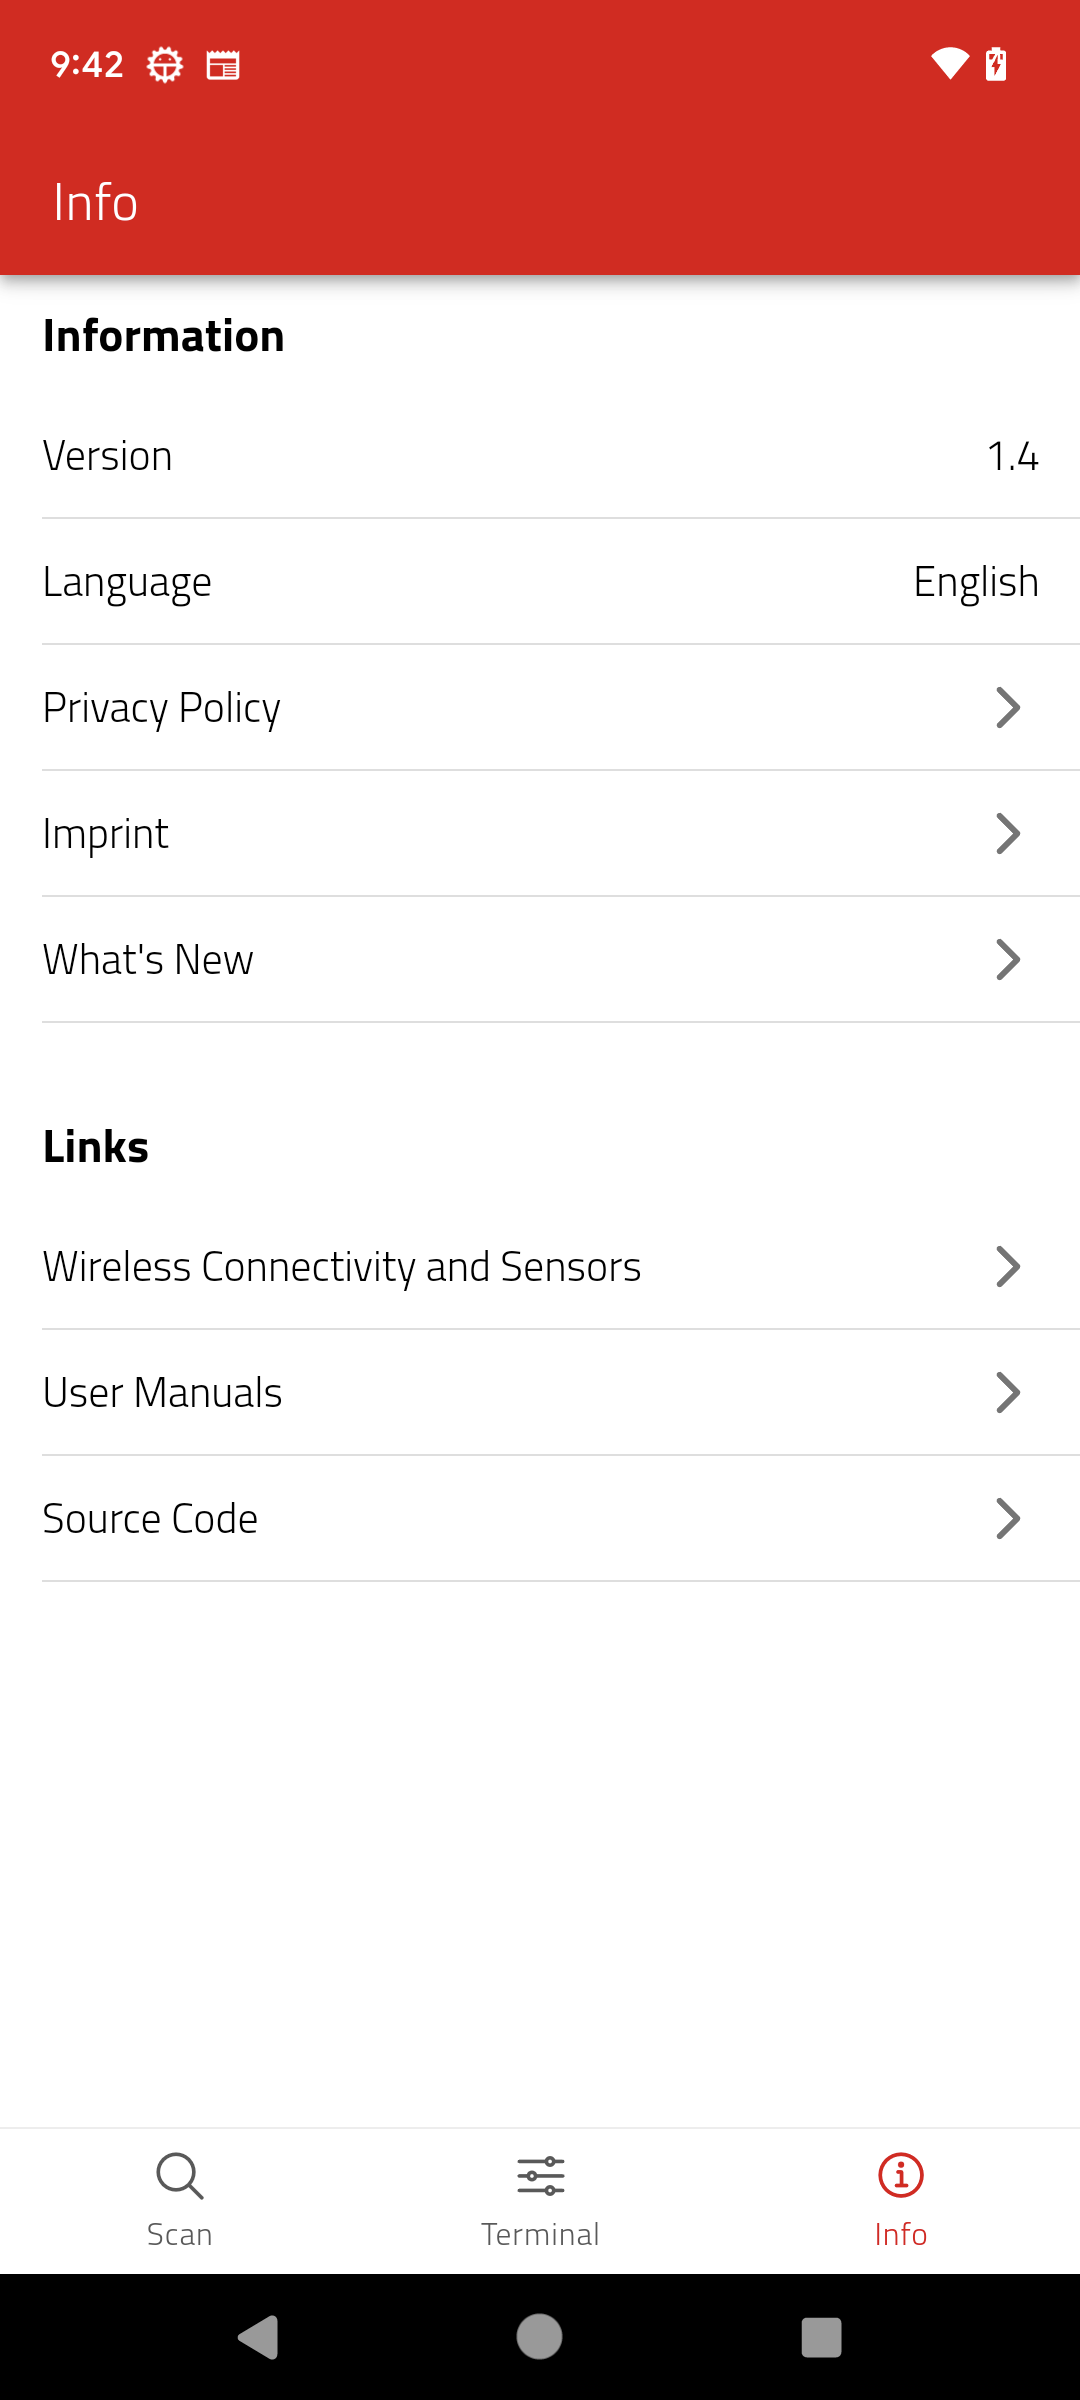 9:42
Info
Information
Version 1.4
Language English
Privacy Policy
Imprint
What's New
Links
Wireless Connectivity and Sensors
User Manuals
Source Code
Scan Terminal Info